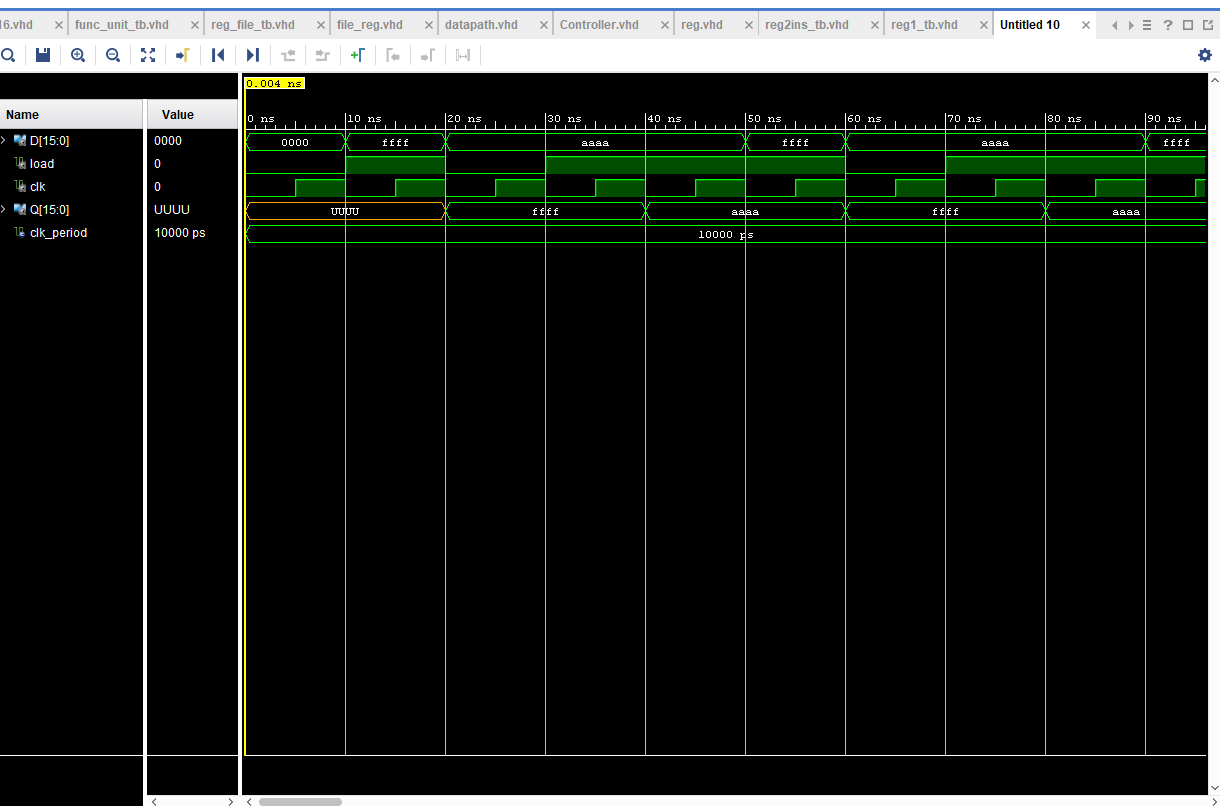 16.vhd func_unit_tb.vhd reg_file_tb.vhd file_reg.vhd datapath.vhd Controller.vhd reg.vhd reg2ins_tb.vhd reg1_tb.vhd Untitled 10
0.004 ns
Name Value
0 ns 10 ns 20 ns 30 ns 40 ns 50 ns 60 ns 70 ns 80 ns 90 ns
D[15:0] 0000 0000 ffff aaaa ffff aaaa ffff
load 0
clk 0
Q[15:0] UUUU UUUU ffff aaaa ffff aaaa
clk_period 10000 ps 10000 ps